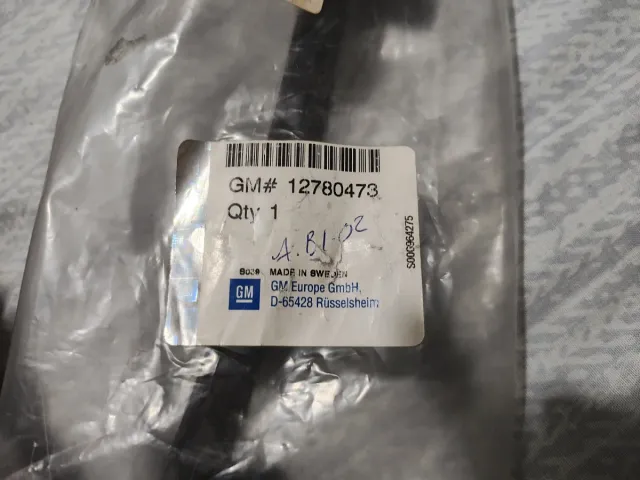 GM# 12780473
Qty 1
A.B1-02
S000964275
MADE IN SWEDEN
GM
GM Europe GmbH,
D-65428 Rüsselsheim